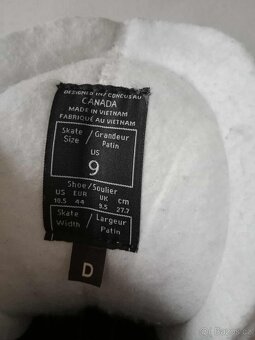 DESIGNED IN / CONÇU AU
CANADA
MADE IN VIETNAM
FABRIQUÉ AU VIETNAM
Skate / Grandeur
Size / Patin
US
9
Shoe / Soulier
US EUR UK cm
10.5 44 9.5 27.7
Skate / Largeur
Width / Patin
D